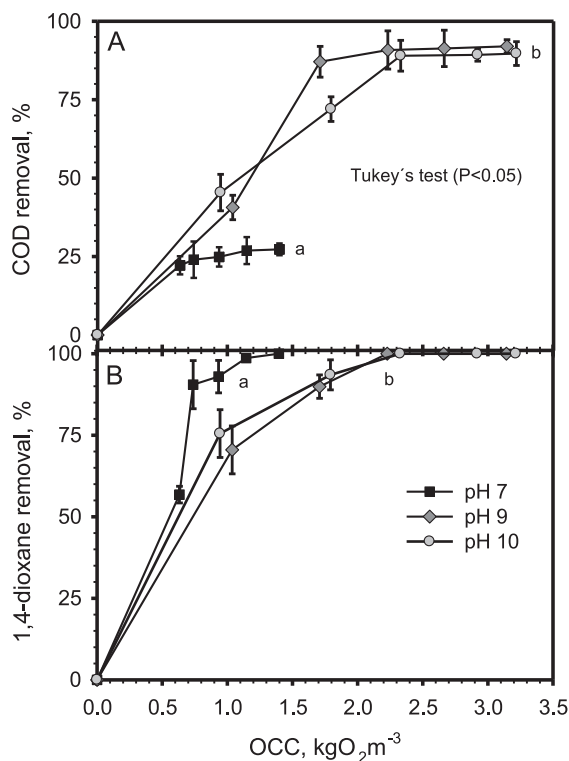 100
A
75
50
25
0
COD removal, %
b
Tukey´s test (P<0.05)
a
100
B
75
50
25
0
1,4-dioxane removal, %
a
b
pH 7
pH 9
pH 10
0.0 0.5 1.0 1.5 2.0 2.5 3.0 3.5
OCC, kgO₂m⁻³